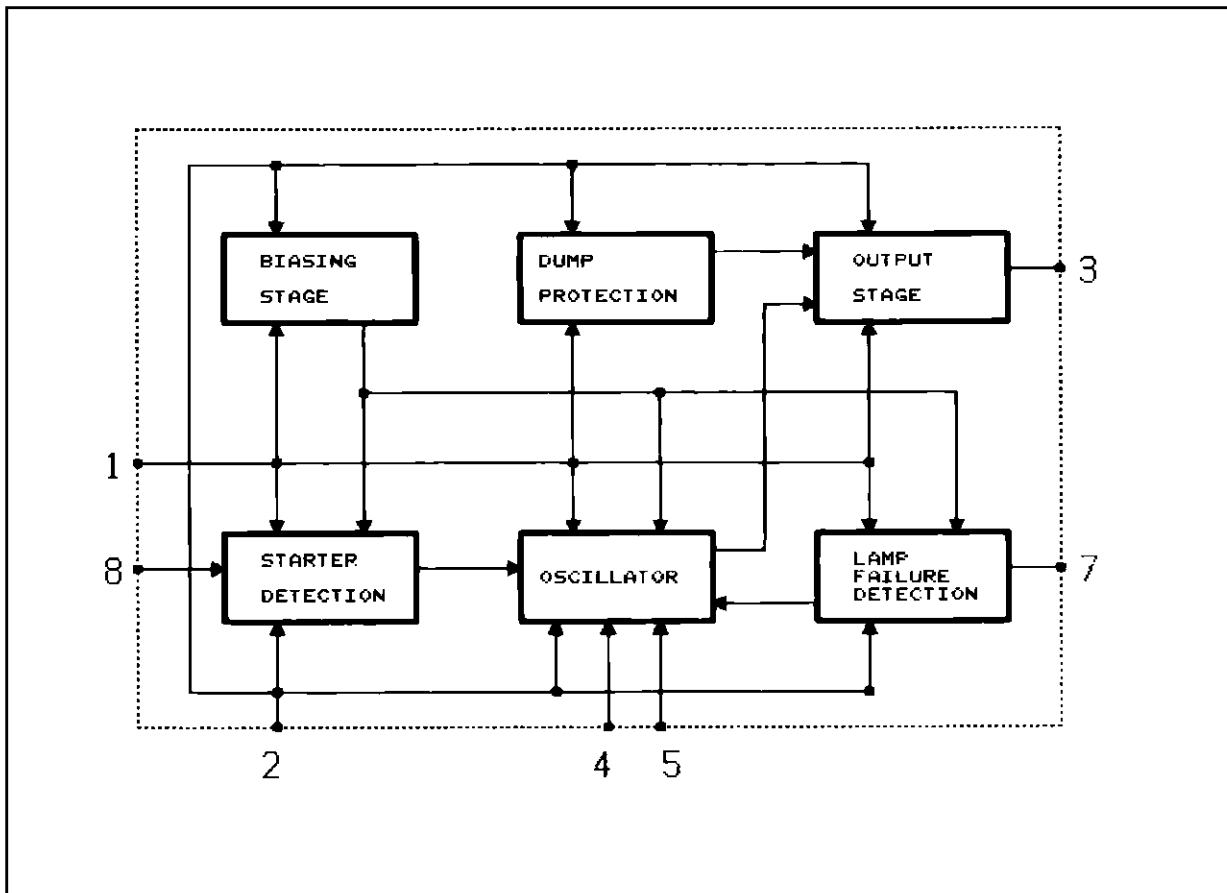 BIASING
STAGE
DUMP
PROTECTION
OUTPUT
STAGE
3
1
8
STARTER
DETECTION
OSCILLATOR
LAMP
FAILURE
DETECTION
7
2
4
5